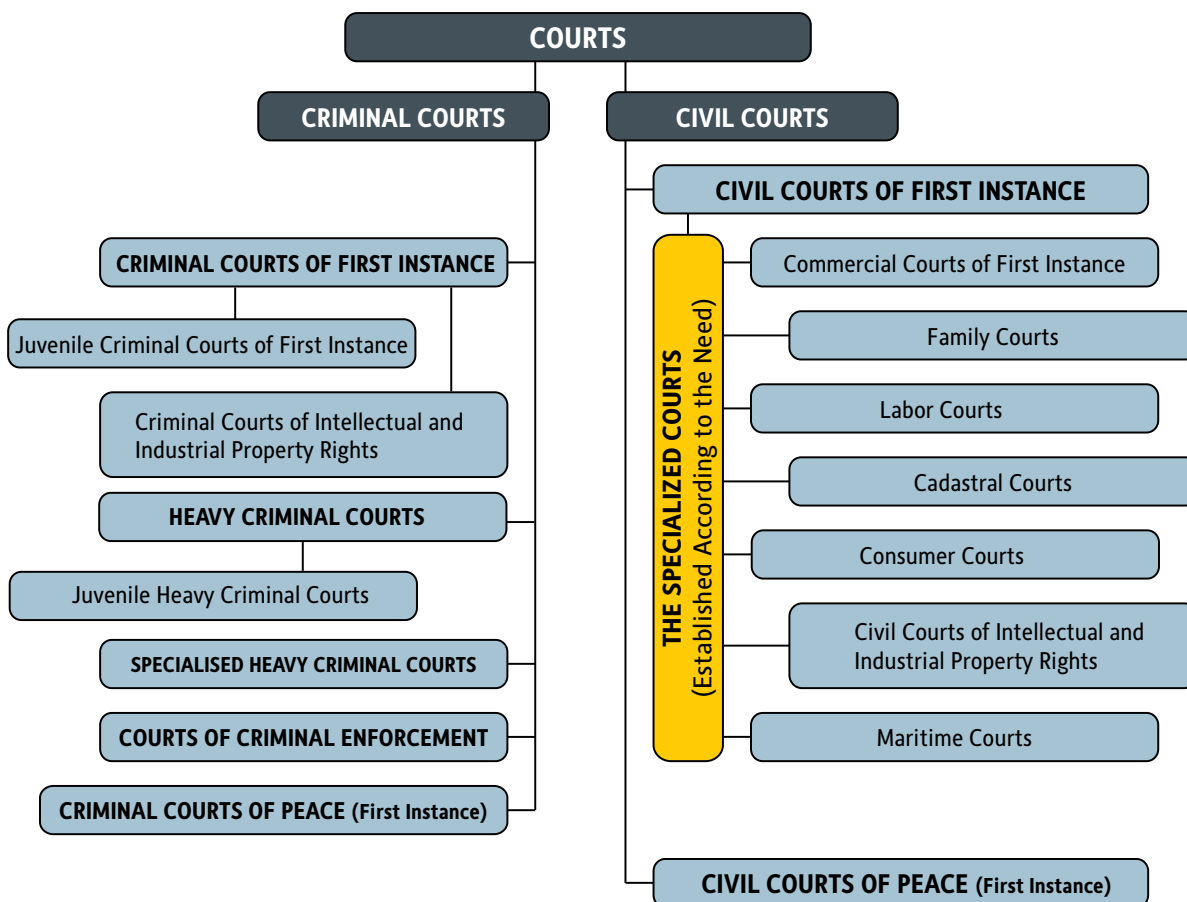 COURTS
CRIMINAL COURTS
CIVIL COURTS
CRIMINAL COURTS OF FIRST INSTANCE
Juvenile Criminal Courts of First Instance
Criminal Courts of Intellectual and
Industrial Property Rights
HEAVY CRIMINAL COURTS
Juvenile Heavy Criminal Courts
SPECIALISED HEAVY CRIMINAL COURTS
COURTS OF CRIMINAL ENFORCEMENT
CRIMINAL COURTS OF PEACE (First Instance)
CIVIL COURTS OF FIRST INSTANCE
THE SPECIALIZED COURTS
(Established According to the Need)
Commercial Courts of First Instance
Family Courts
Labor Courts
Cadastral Courts
Consumer Courts
Civil Courts of Intellectual and
Industrial Property Rights
Maritime Courts
CIVIL COURTS OF PEACE (First Instance)